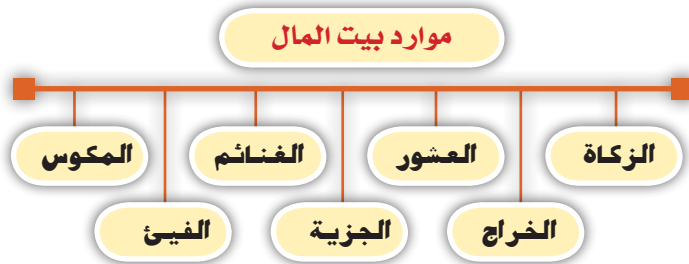 موارد بيت المال
الزكاة
العشور
الغنائم
المكوس
الخراج
الجزية
الفيئ